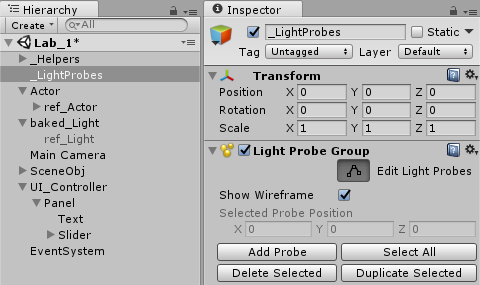 Hierarchy
Create All
Lab_1*
_Helpers
_LightProbes
Actor
ref_Actor
baked_Light
ref_Light
Main Camera
SceneObj
UI_Controller
Panel
Text
Slider
EventSystem
Inspector
_LightProbes Static
Tag Untagged Layer Default
Transform
Position X 0 Y 0 Z 0
Rotation X 0 Y 0 Z 0
Scale X 1 Y 1 Z 1
Light Probe Group
Edit Light Probes
Show Wireframe
Selected Probe Position
X 0 Y 0 Z 0
Add Probe Select All
Delete Selected Duplicate Selected